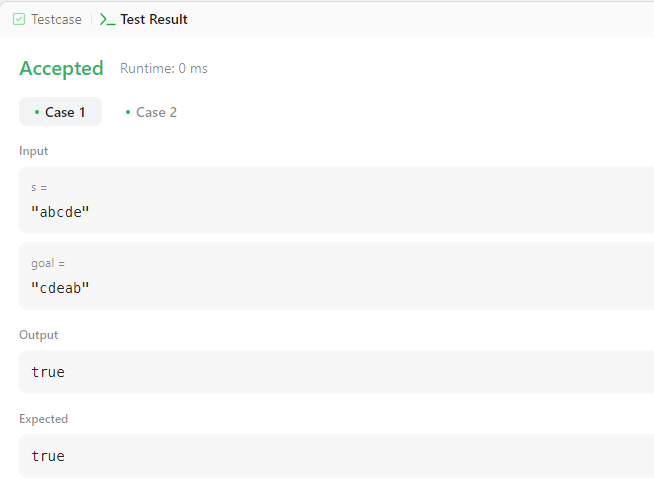 Testcase
Test Result
Accepted Runtime: 0 ms
• Case 1 • Case 2
Input
s =
"abcde"
goal =
"cdeab"
Output
true
Expected
true